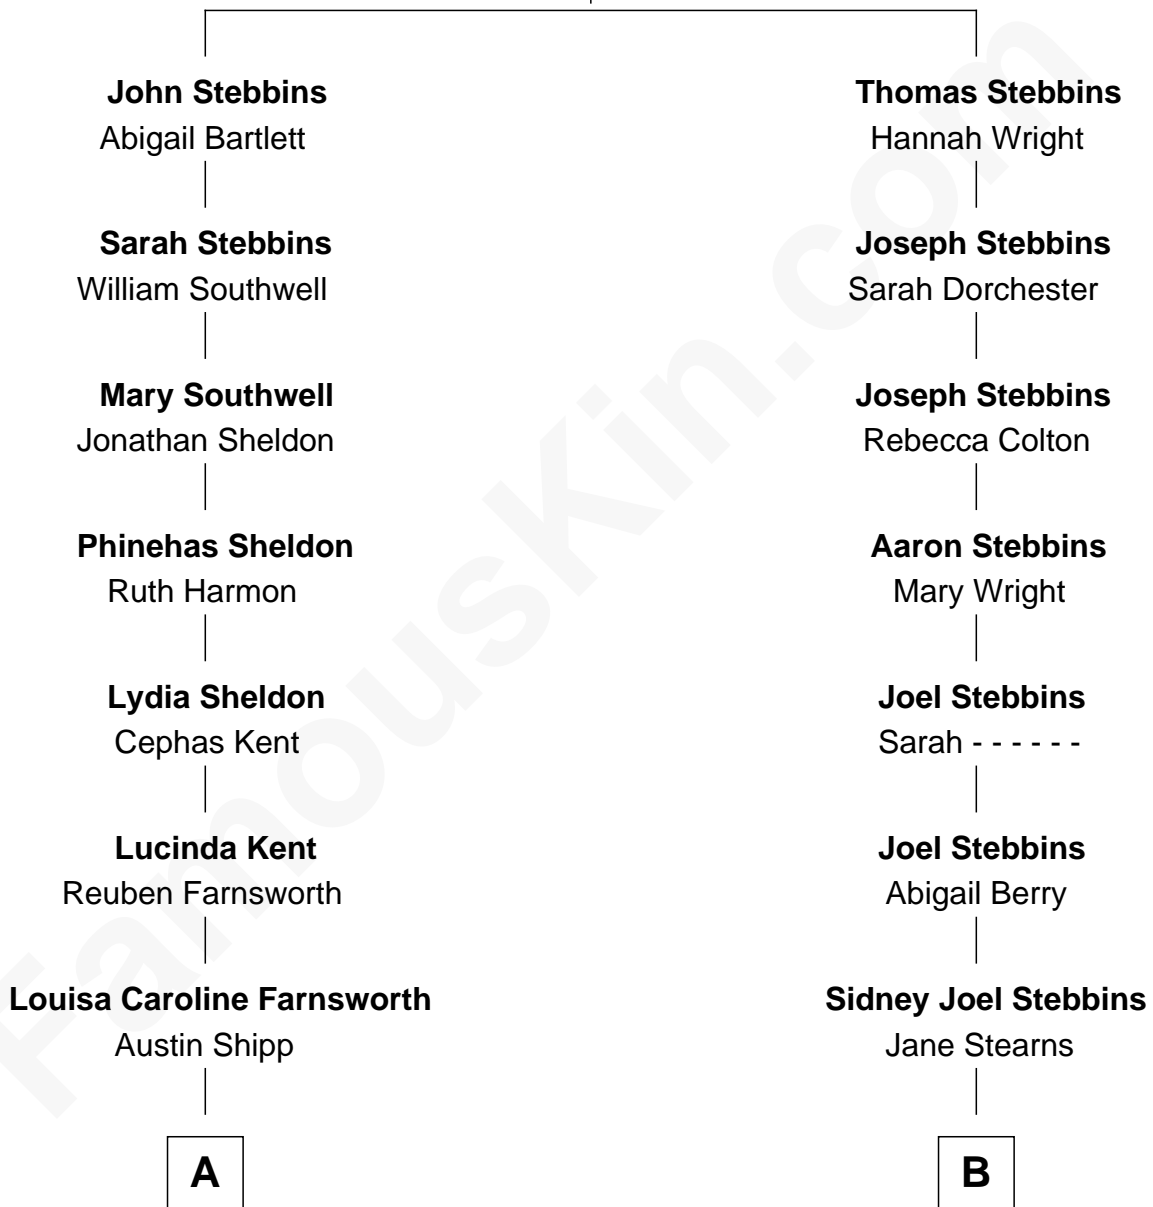 John Stebbins
Abigail Bartlett
Sarah Stebbins
William Southwell
Mary Southwell
Jonathan Sheldon
Phinehas Sheldon
Ruth Harmon
Lydia Sheldon
Cephas Kent
Lucinda Kent
Reuben Farnsworth
Louisa Caroline Farnsworth
Austin Shipp
A
Thomas Stebbins
Hannah Wright
Joseph Stebbins
Sarah Dorchester
Joseph Stebbins
Rebecca Colton
Aaron Stebbins
Mary Wright
Joel Stebbins
Sarah - - - - - -
Joel Stebbins
Abigail Berry
Sidney Joel Stebbins
Jane Stearns
B
FamousKin.com